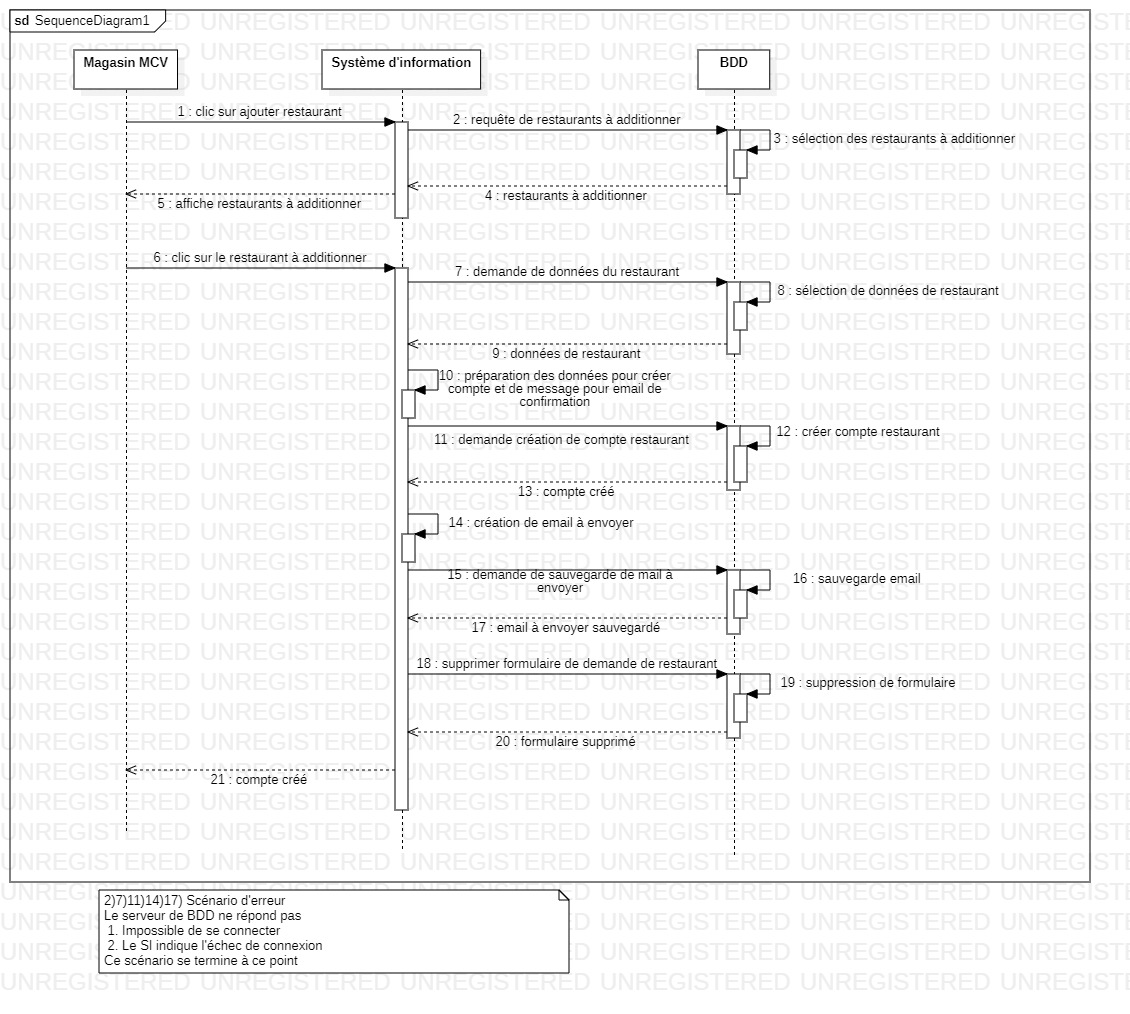 sd SequenceDiagram1
Magasin MCV
Système d'information
BDD
1 : clic sur ajouter restaurant
2 : requête de restaurants à additionner
3 : sélection des restaurants à additionner
4 : restaurants à additionner
5 : affiche restaurants à additionner
6 : clic sur le restaurant à additionner
7 : demande de données du restaurant
8 : sélection de données de restaurant
9 : données de restaurant
10 : préparation des données pour créer
compte et de message pour email de
confirmation
11 : demande création de compte restaurant
12 : créer compte restaurant
13 : compte créé
14 : création de email à envoyer
15 : demande de sauvegarde de mail à
envoyer
16 : sauvegarde email
17 : email à envoyer sauvegardé
18 : supprimer formulaire de demande de restaurant
19 : suppression de formulaire
20 : formulaire supprimé
21 : compte créé
2)7)11)14)17) Scénario d'erreur
Le serveur de BDD ne répond pas
1. Impossible de se connecter
2. Le SI indique l'échec de connexion
Ce scénario se termine à ce point
UNREGISTERED